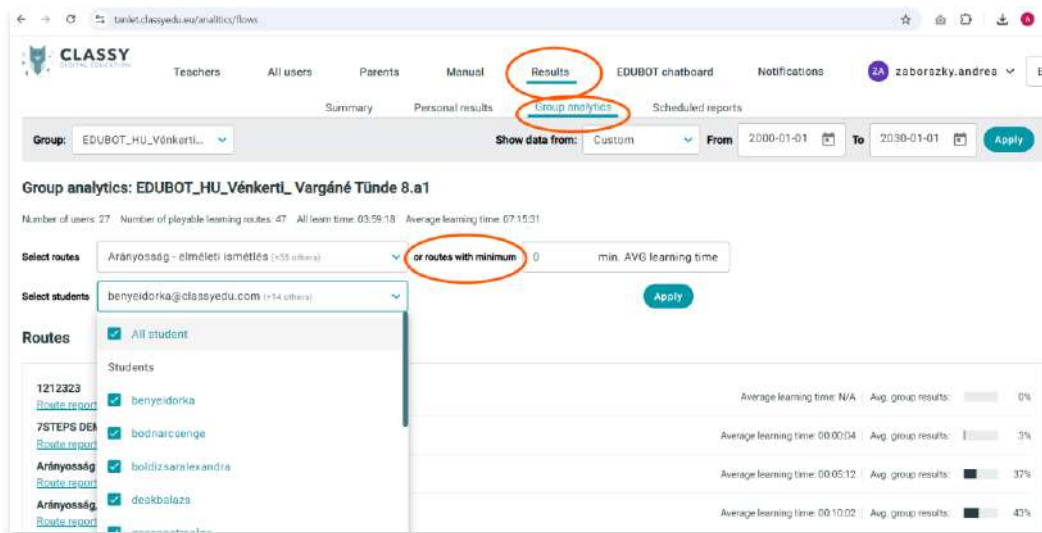 tanlet.classyedu.eu/analitics/flows
CLASSY
DIGITAL EDUCATION
Teachers All users Parents Manual Results EDUBOT chatboard Notifications ZA zaborszky.andrea
Summary Personal results Group analytics Scheduled reports
Group: EDUBOT_HU_Vénkerti_... Show data from: Custom From 2000-01-01 To 2030-01-01 Apply
Group analytics: EDUBOT_HU_Vénkerti_ Vargáné Tünde 8.a1
Number of users: 27 Number of playable learning routes: 47 All learn time: 03:59:18 Average learning time: 07:15:31
Select routes Arányosság - elméleti ismétlés (+55 others) or routes with minimum 0 min. AVG learning time
Select students benyeidorka@classyedu.com (+14 others) Apply
Routes
All student
Students
1212323
Route report
benyeidorka
Average learning time: N/A Avg. group results: 0%
7STEPS DEM
Route report
bodnarcsenge
Average learning time: 00:00:04 Avg. group results: 3%
Arányosság
Route report
boldizsaralexandra
Average learning time: 00:05:12 Avg. group results: 37%
Arányosság,
Route report
deakbalazs
Average learning time: 00:10:02 Avg. group results: 43%